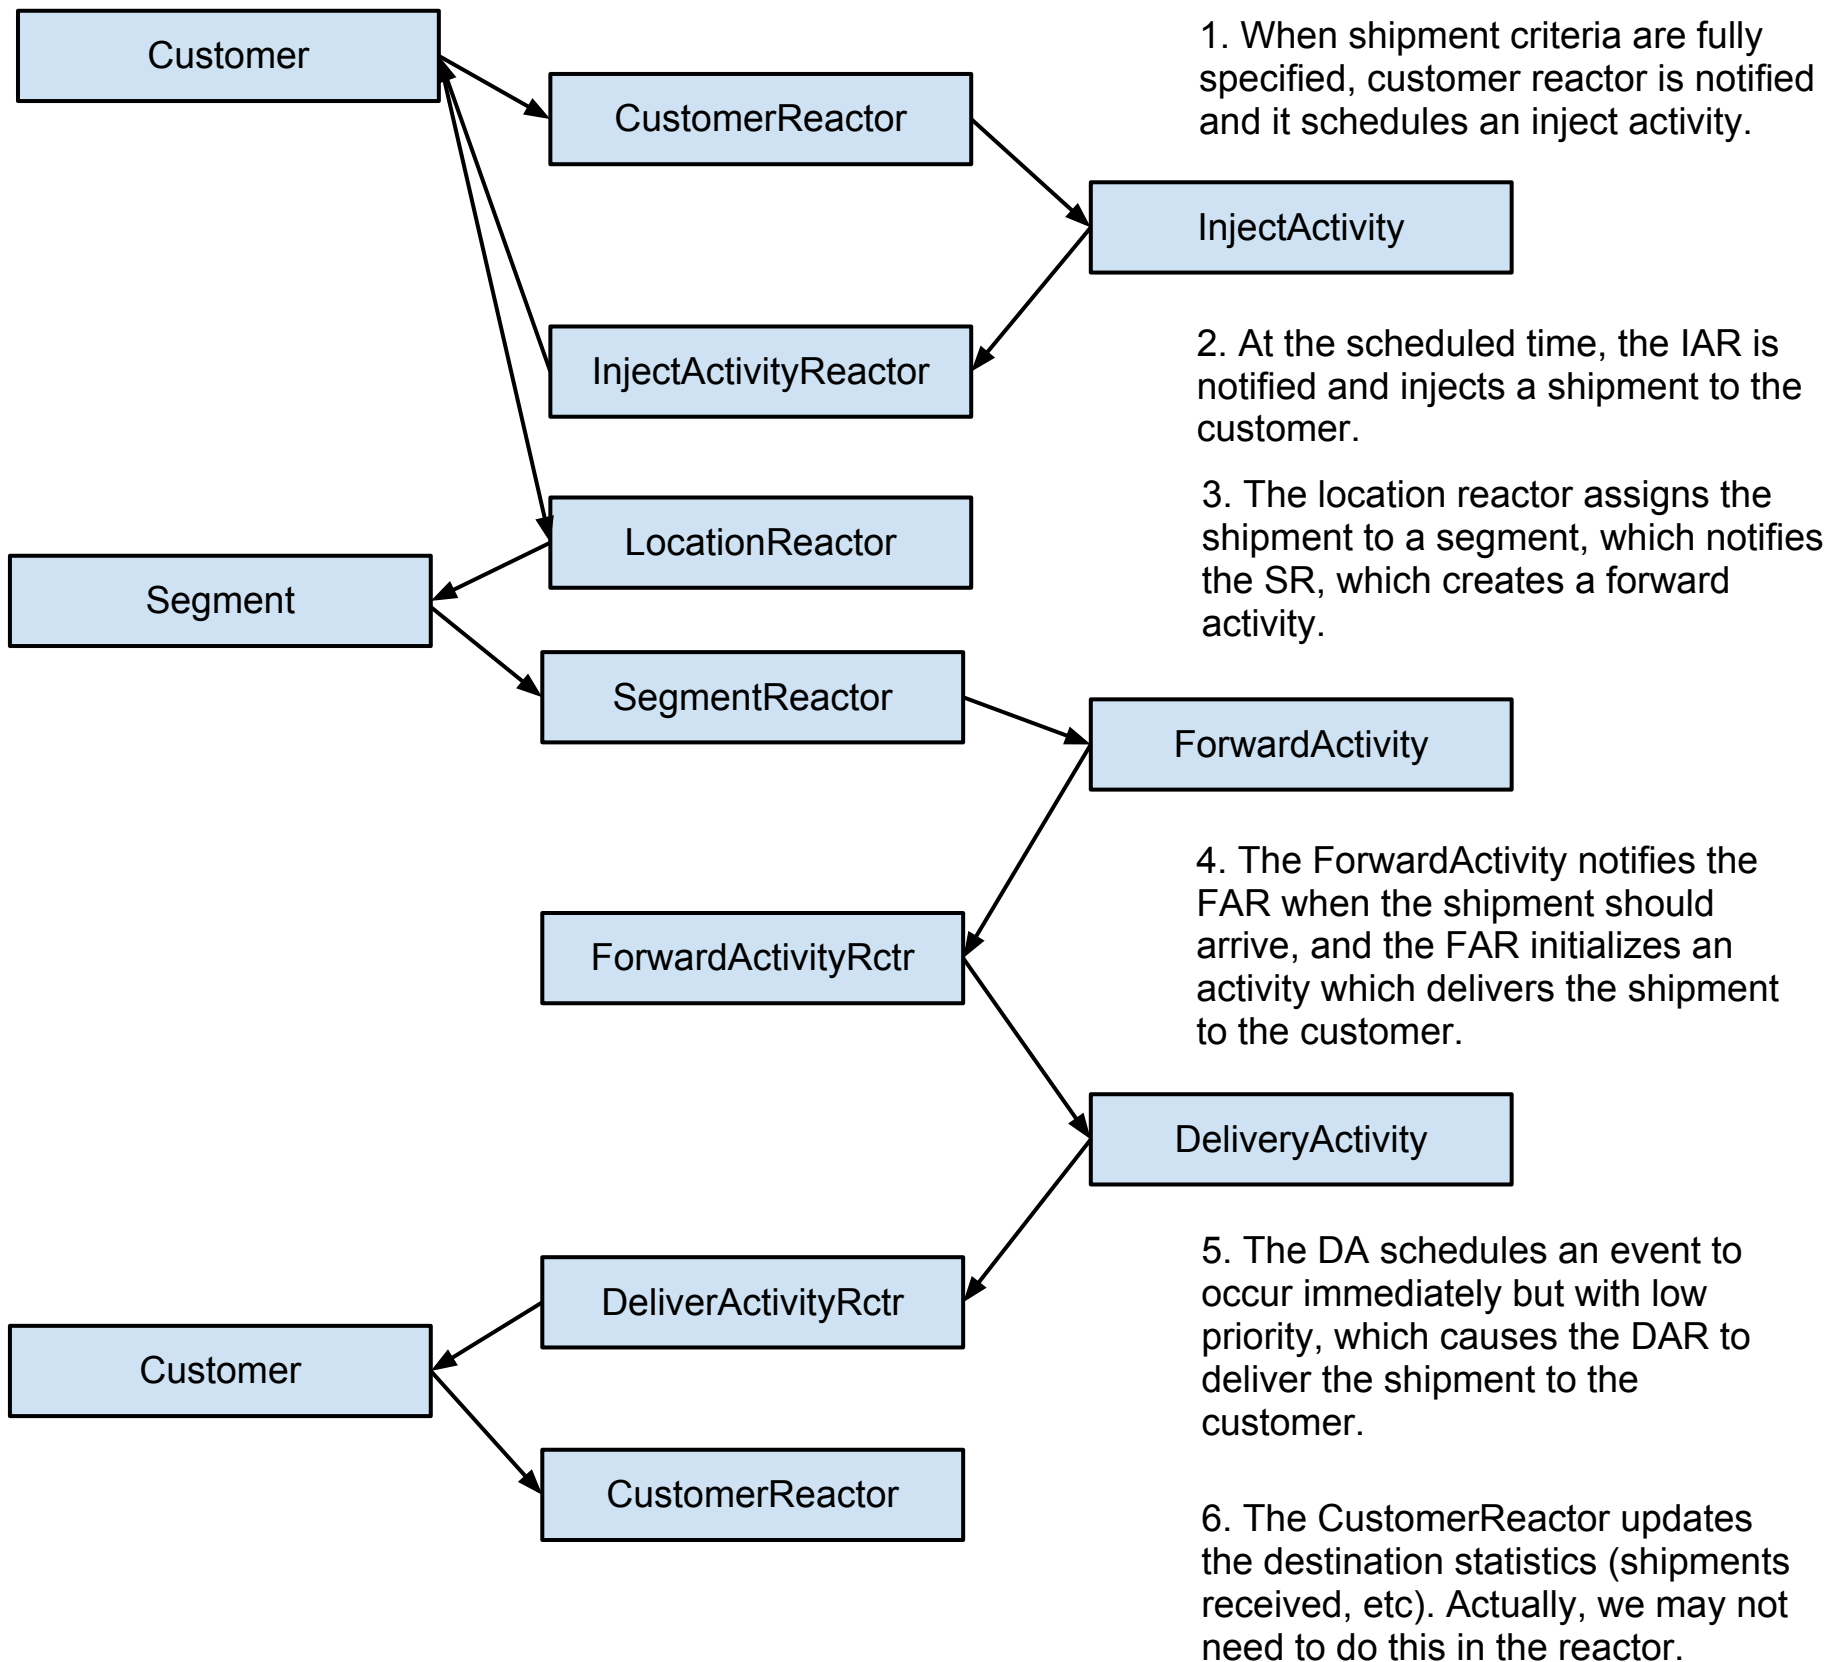 Customer
1. When shipment criteria are fully
specified, customer reactor is notified
and it schedules an inject activity.
CustomerReactor
InjectActivity
InjectActivityReactor
2. At the scheduled time, the IAR is
notified and injects a shipment to the
customer.
3. The location reactor assigns the
shipment to a segment, which notifies
the SR, which creates a forward
activity.
LocationReactor
Segment
SegmentReactor
ForwardActivity
4. The ForwardActivity notifies the
FAR when the shipment should
arrive, and the FAR initializes an
activity which delivers the shipment
to the customer.
ForwardActivityRctr
DeliveryActivity
5. The DA schedules an event to
occur immediately but with low
priority, which causes the DAR to
deliver the shipment to the
customer.
DeliverActivityRctr
Customer
CustomerReactor
6. The CustomerReactor updates
the destination statistics (shipments
received, etc). Actually, we may not
need to do this in the reactor.